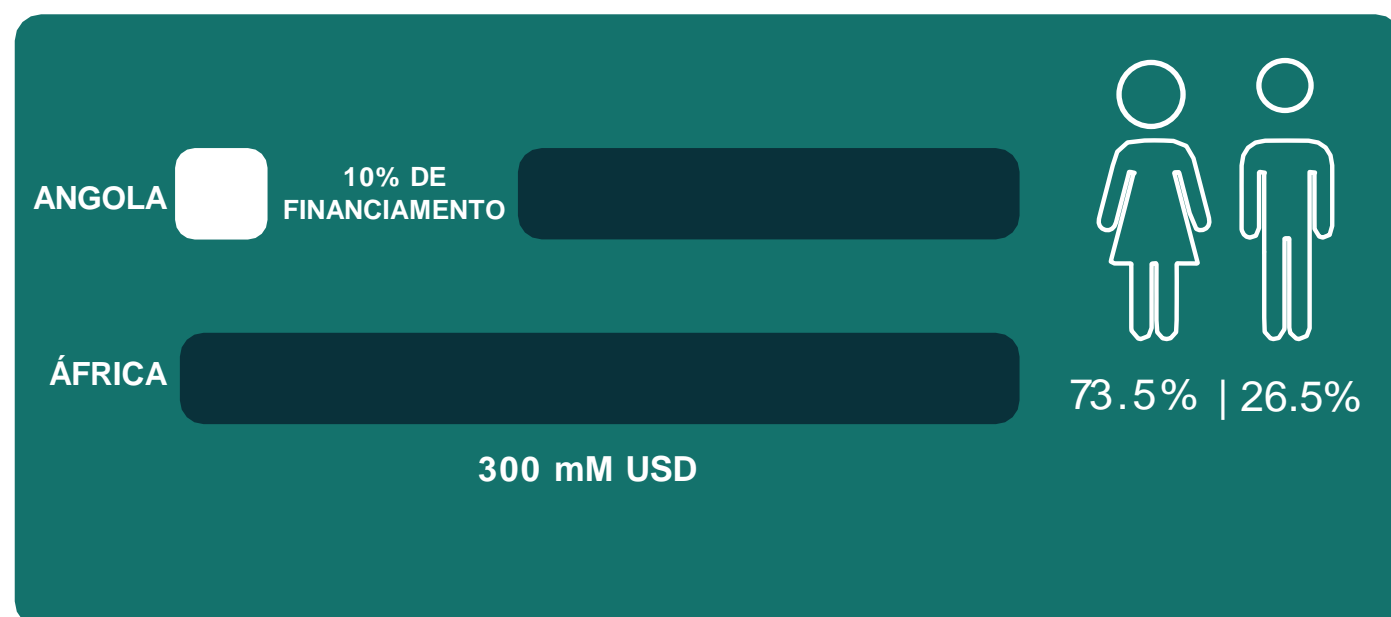 ANGOLA
10% DE
FINANCIAMENTO
ÁFRICA
300 mM USD
73.5% | 26.5%